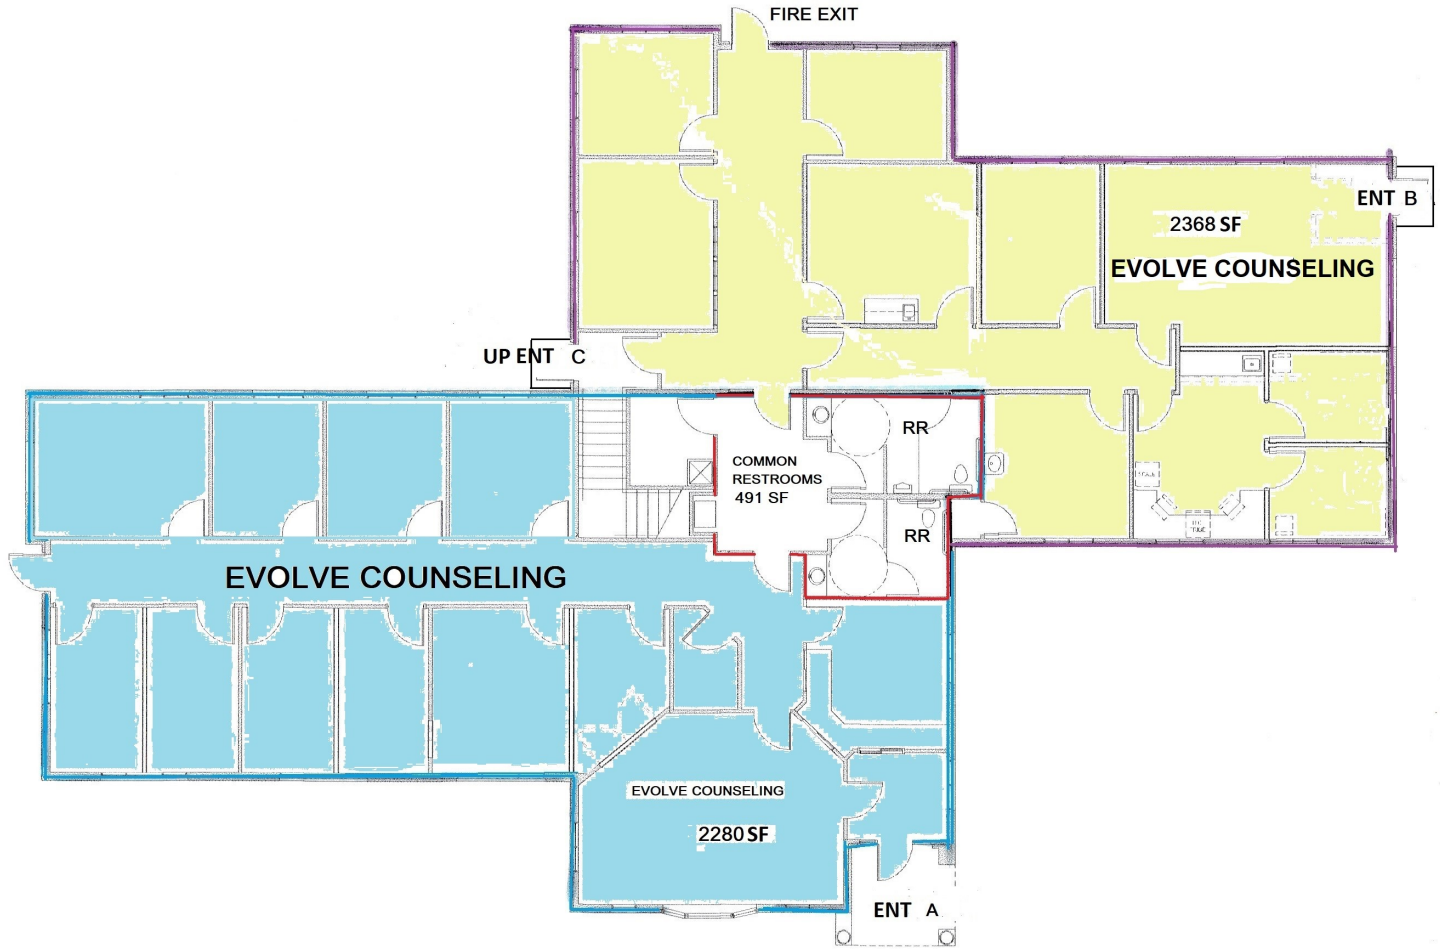 FIRE EXIT
ENT B
2368 SF
EVOLVE COUNSELING
UP ENT C
RR
COMMON
RESTROOMS
491 SF
RR
EVOLVE COUNSELING
EVOLVE COUNSELING
2280 SF
ENT A